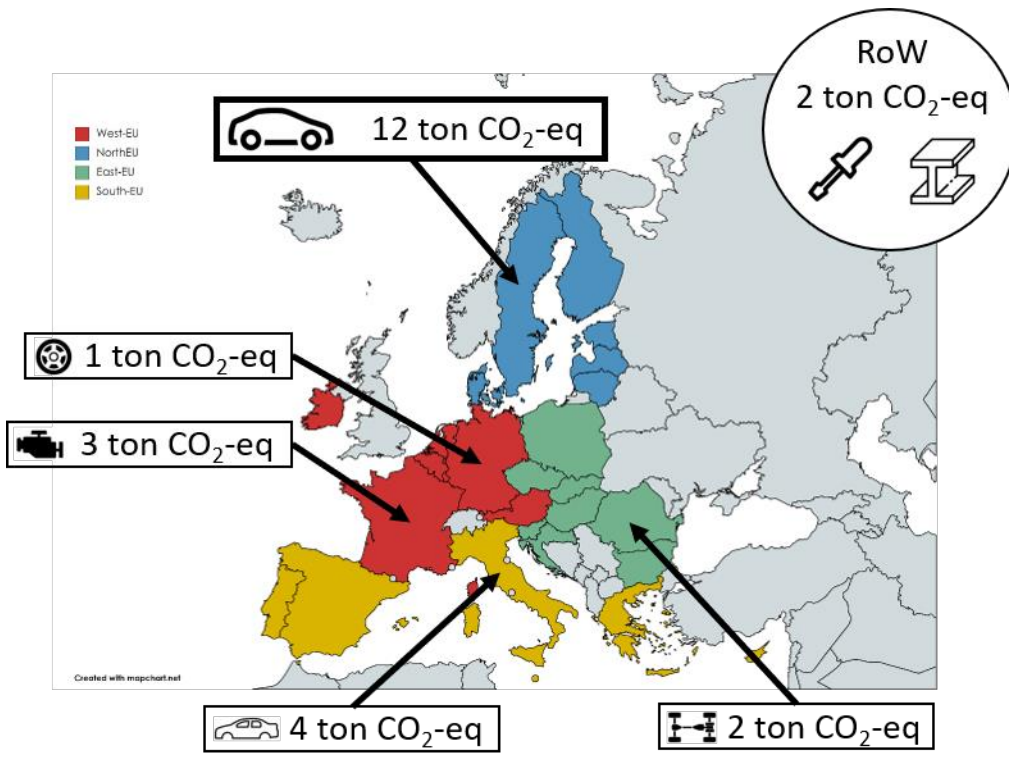 RoW
2 ton CO₂-eq
12 ton CO₂-eq
West-EU
NorthEU
East-EU
South-EU
1 ton CO₂-eq
3 ton CO₂-eq
Created with mapchart.net
4 ton CO₂-eq
2 ton CO₂-eq